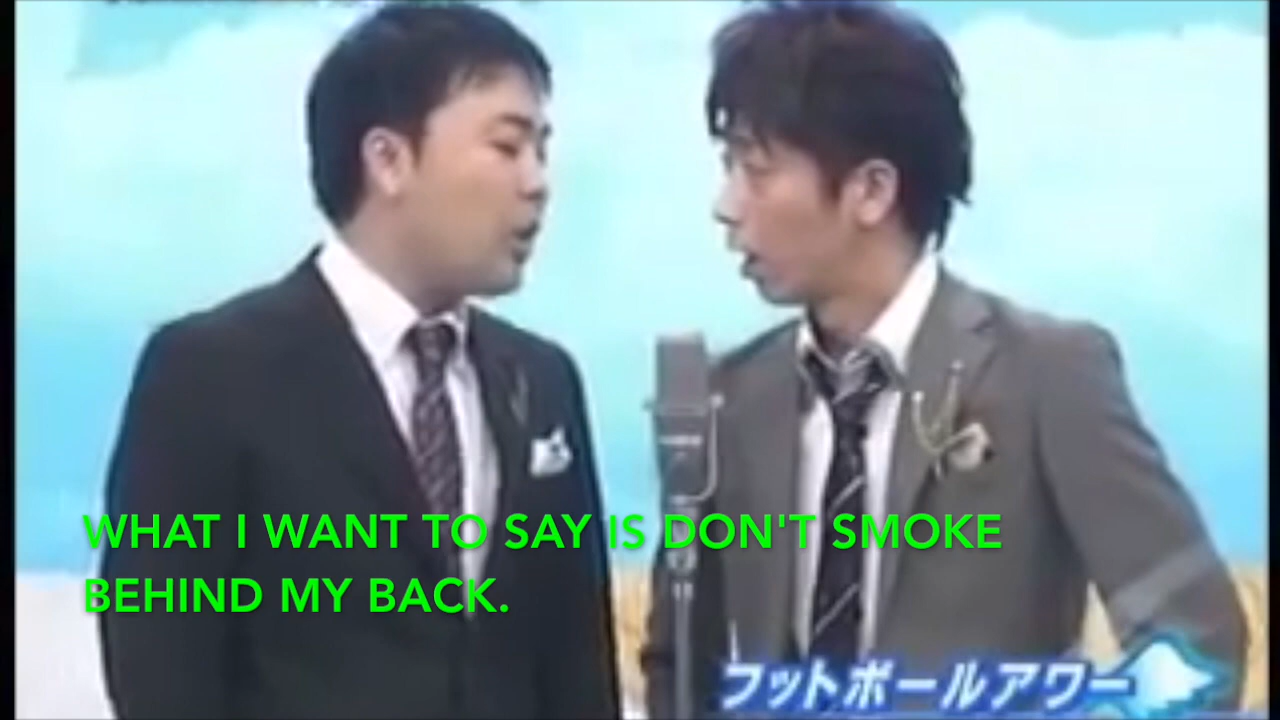 WHAT I WANT TO SAY IS DON'T SMOKE
BEHIND MY BACK.
フットボールアワー